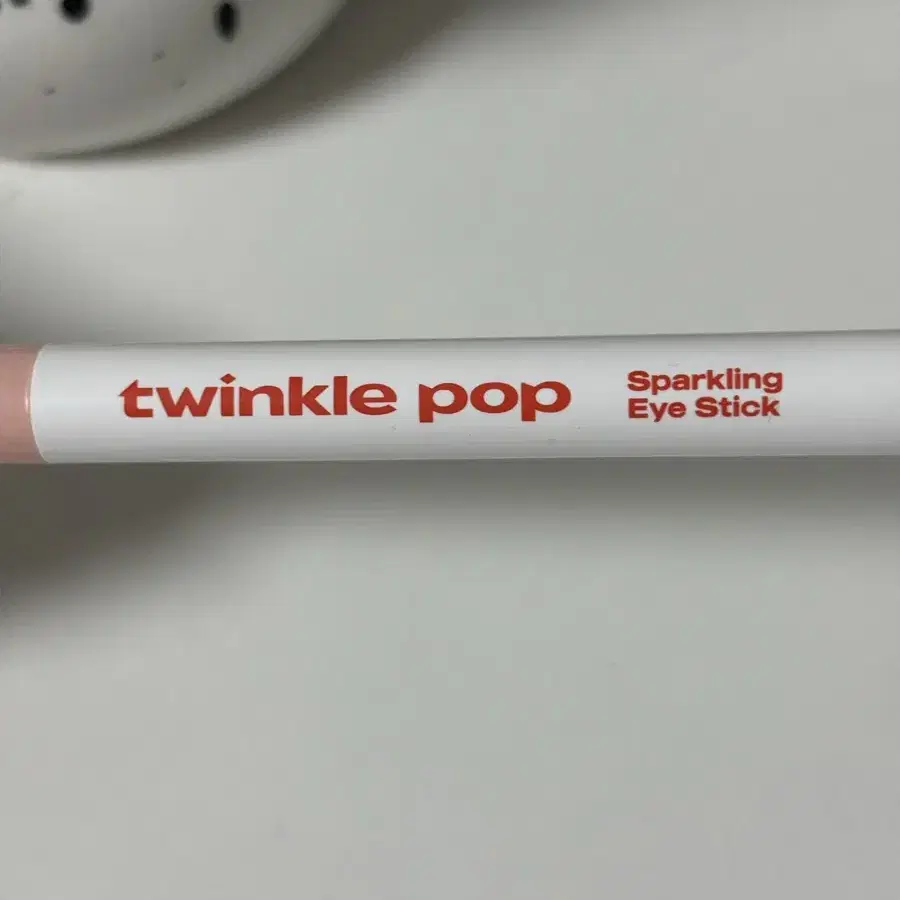 twinkle pop
Sparkling
Eye Stick